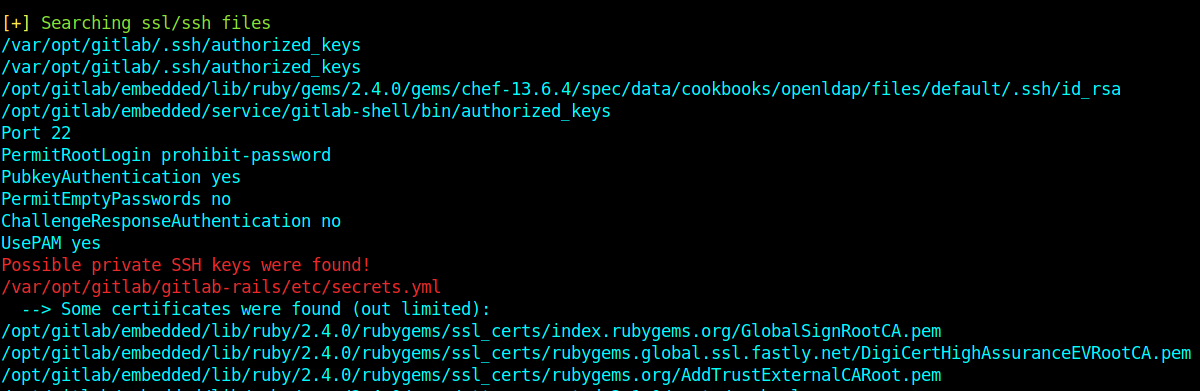 [+] Searching ssl/ssh files
/var/opt/gitlab/.ssh/authorized_keys
/var/opt/gitlab/.ssh/authorized_keys
/opt/gitlab/embedded/lib/ruby/gems/2.4.0/gems/chef-13.6.4/spec/data/cookbooks/openldap/files/default/.ssh/id_rsa
/opt/gitlab/embedded/service/gitlab-shell/bin/authorized_keys
Port 22
PermitRootLogin prohibit-password
PubkeyAuthentication yes
PermitEmptyPasswords no
ChallengeResponseAuthentication no
UsePAM yes
Possible private SSH keys were found!
/var/opt/gitlab/gitlab-rails/etc/secrets.yml
  --> Some certificates were found (out limited):
/opt/gitlab/embedded/lib/ruby/2.4.0/rubygems/ssl_certs/index.rubygems.org/GlobalSignRootCA.pem
/opt/gitlab/embedded/lib/ruby/2.4.0/rubygems/ssl_certs/rubygems.global.ssl.fastly.net/DigiCertHighAssuranceEVRootCA.pem
/opt/gitlab/embedded/lib/ruby/2.4.0/rubygems/ssl_certs/rubygems.org/AddTrustExternalCARoot.pem